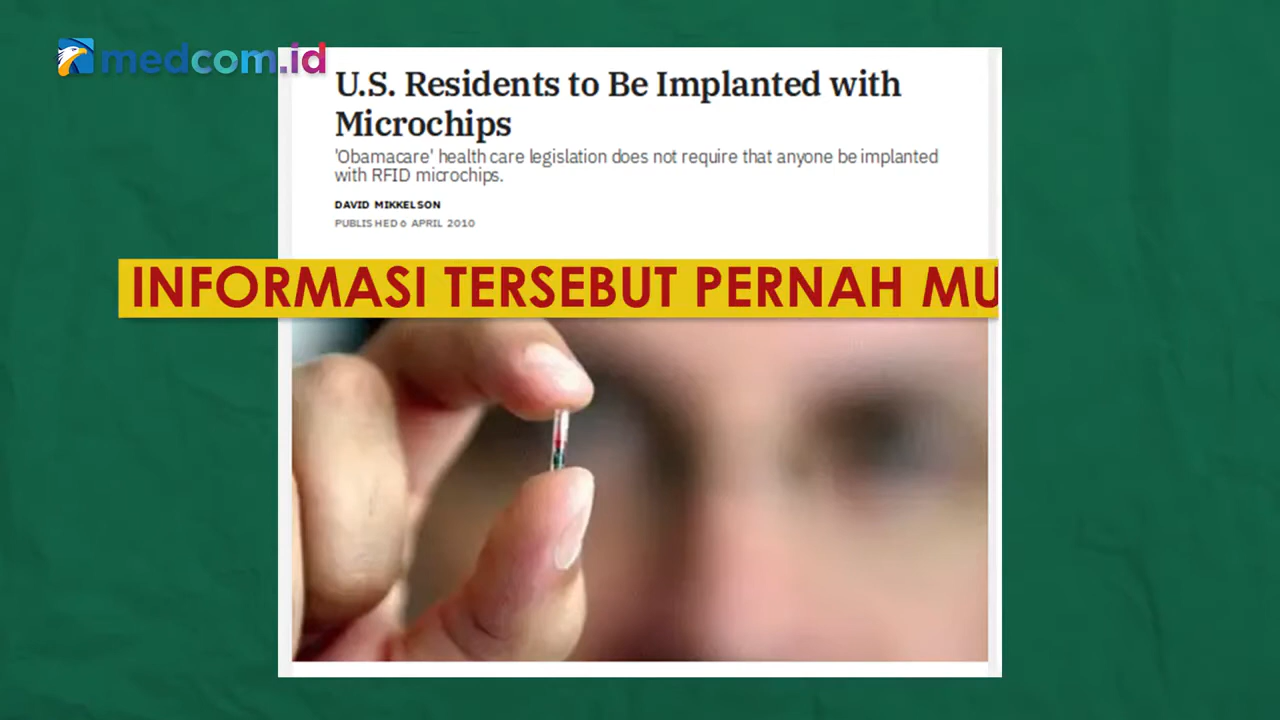 medcom.id
U.S. Residents to Be Implanted with
Microchips
'Obamacare' health care legislation does not require that anyone be implanted
with RFID microchips.
DAVID MIKKELSON
PUBLISHED 6 APRIL 2010
INFORMASI TERSEBUT PERNAH MU